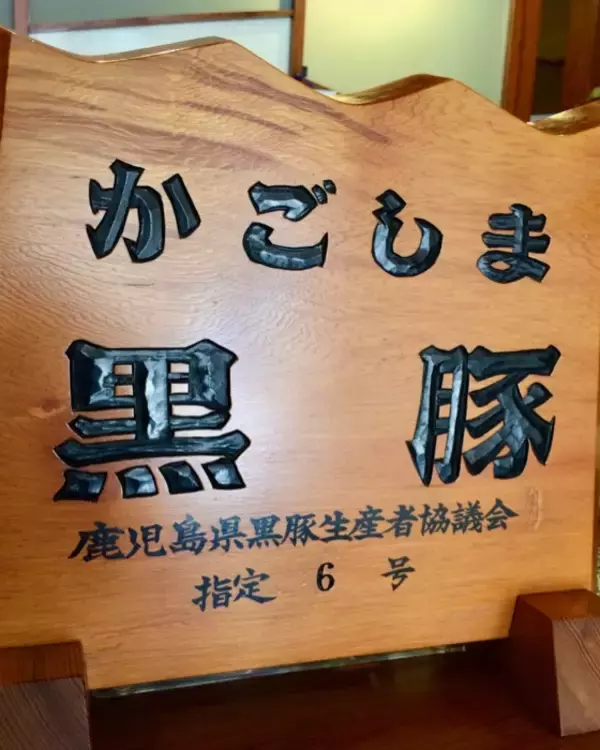 かごしま
黒豚
鹿児島県黒豚生産者協議会
指定 6 号